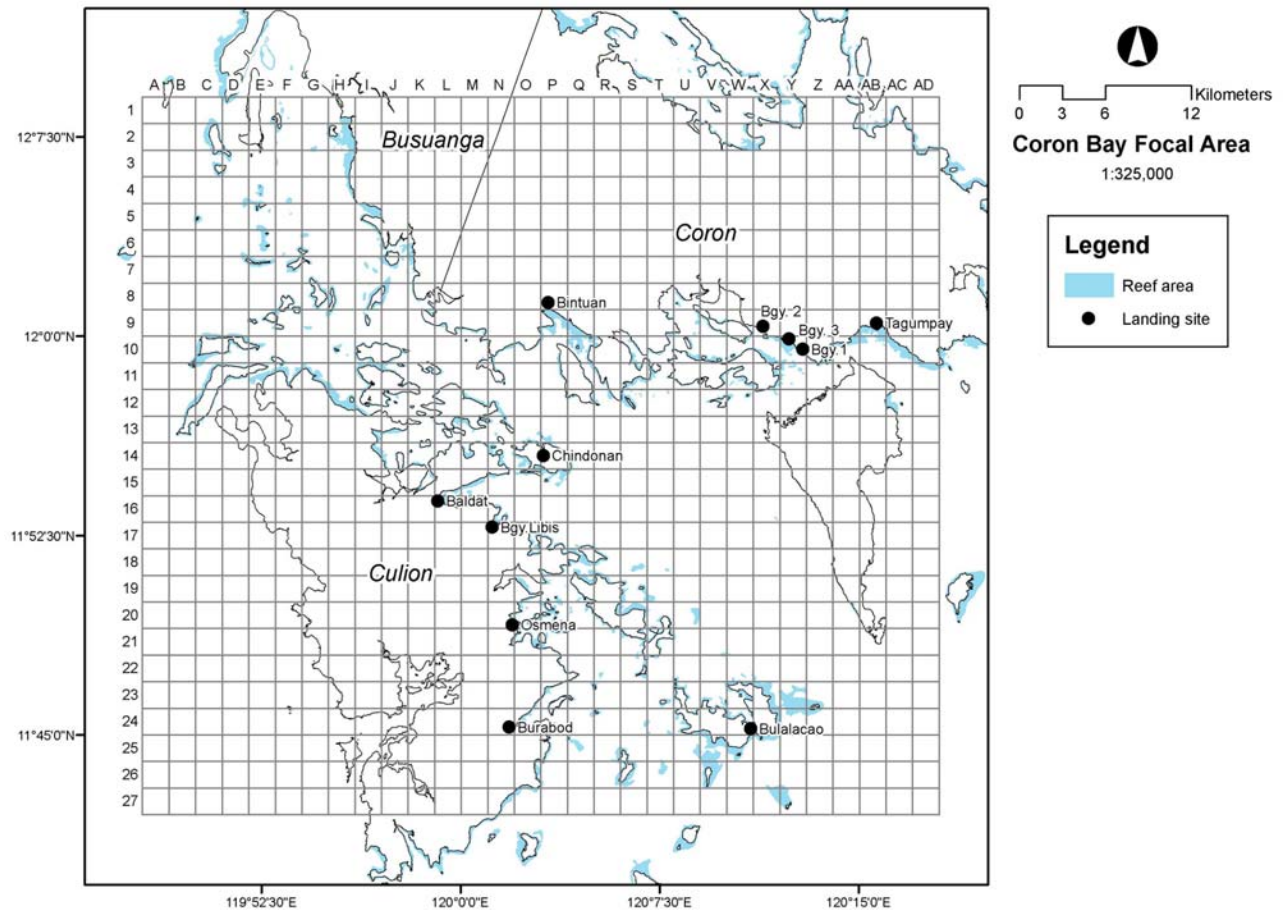 A B C D E F G H I J K L M N O P Q R S T U V W X Y Z AA AB AC AD
1
2
3
4
5
6
7
8
9
10
11
12
13
14
15
16
17
18
19
20
21
22
23
24
25
26
27
12°7'30"N
12°0'0"N
11°52'30"N
11°45'0"N
119°52'30"E
120°0'0"E
120°7'30"E
120°15'0"E
Busuanga
Coron
Culion
Bintuan
Bgy. 2
Bgy. 3
Bgy.1
Tagumpay
Chindonan
Baldat
Bgy.Libis
Osmena
Burabod
Bulalacao
Kilometers
0 3 6 12
Coron Bay Focal Area
1:325,000
Legend
Reef area
Landing site